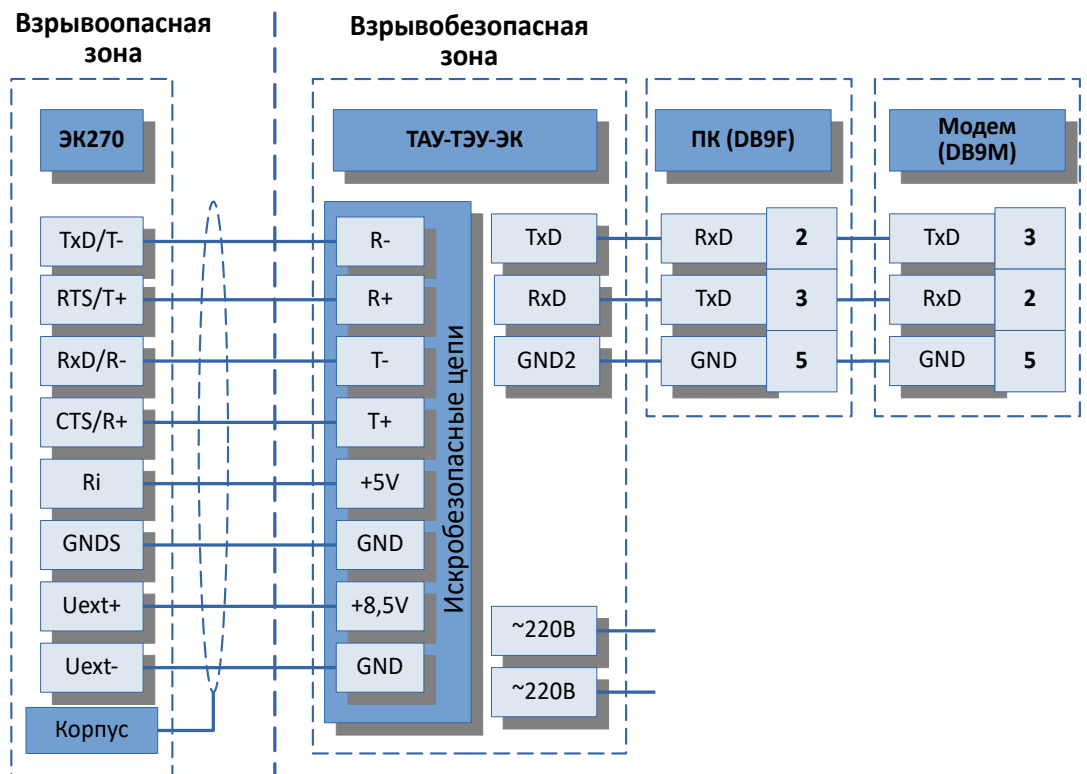 Взрывоопасная
зона
Взрывобезопасная
зона
ЭК270
ТАУ-ТЭУ-ЭК
ПК (DB9F)
Модем
(DB9M)
TxD/T-
R-
TxD
RxD
2
TxD
3
RTS/T+
R+
RxD
TxD
3
RxD
2
RxD/R-
T-
GND2
GND
5
GND
5
CTS/R+
T+
Ri
+5V
GNDS
GND
Uext+
+8,5V
~220В
Uext-
GND
~220В
Корпус
Искробезопасные цепи